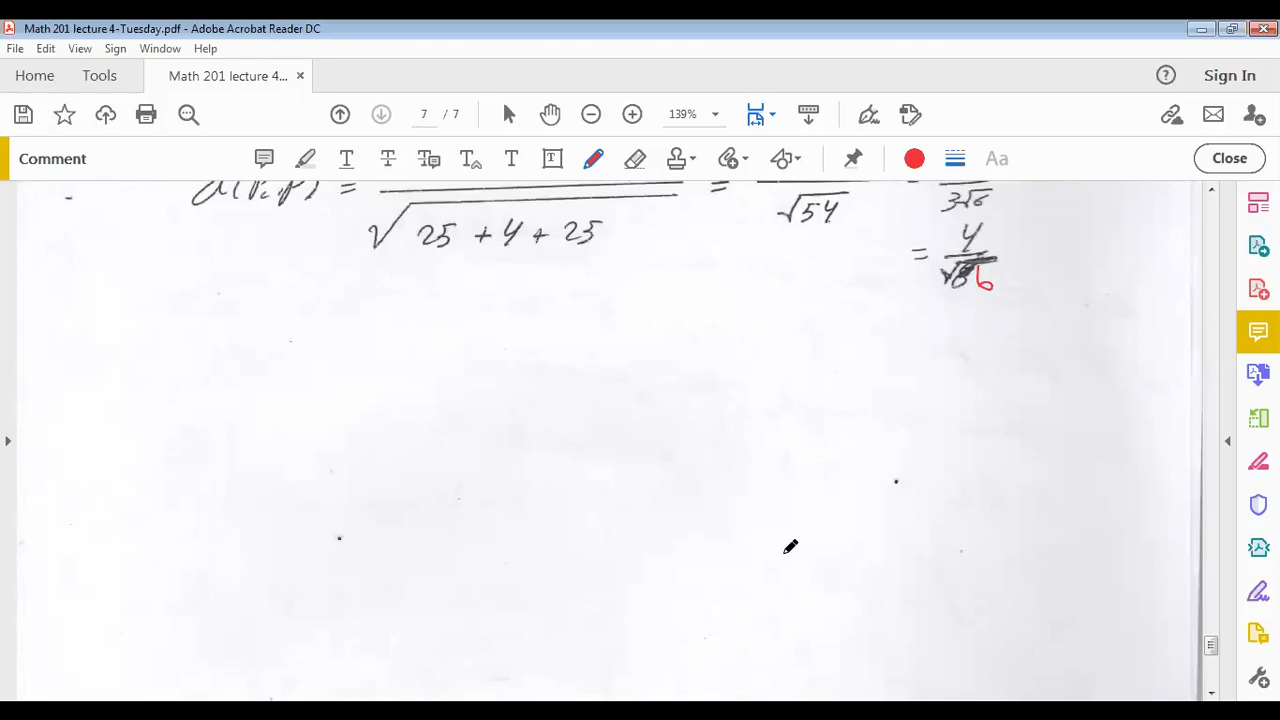 Math 201 lecture 4-Tuesday.pdf - Adobe Acrobat Reader DC
File Edit View Sign Window Help
Home Tools Math 201 lecture 4... × Sign In
7 / 7 139%
Comment Aa Close
= = =
√54 3√6
√25 + 4 + 25
= 4
√6